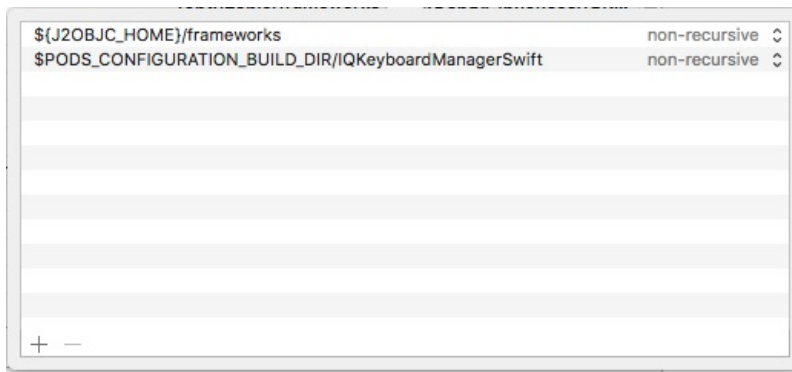 ${J2OBJC_HOME}/frameworks non-recursive
$PODS_CONFIGURATION_BUILD_DIR/IQKeyboardManagerSwift non-recursive